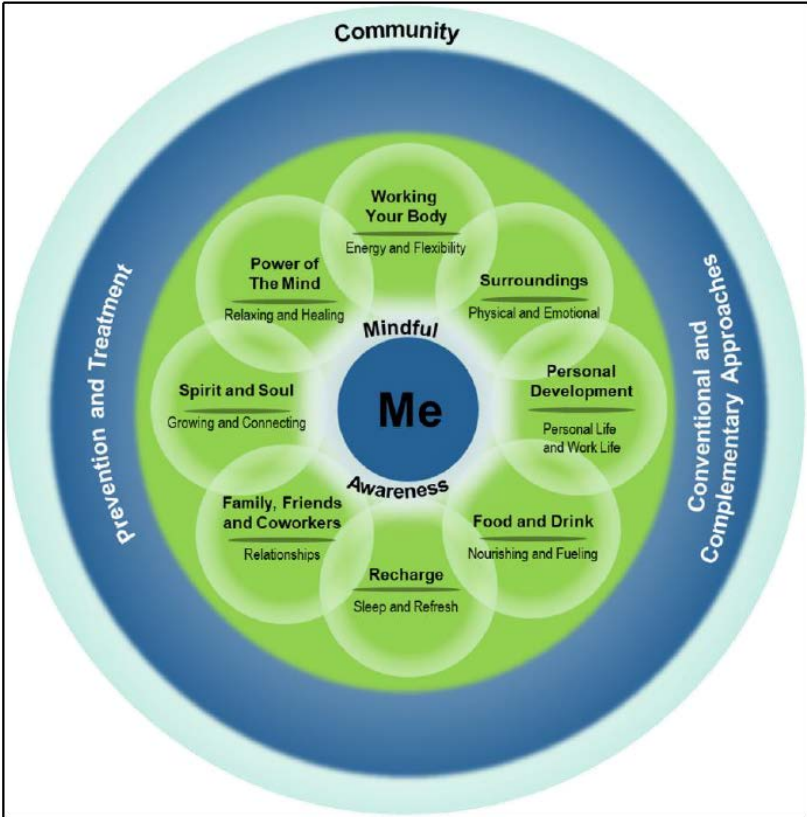 Community
Prevention and Treatment
Conventional and
Complementary Approaches
Working
Your Body
Energy and Flexibility
Surroundings
Physical and Emotional
Personal
Development
Personal Life
and Work Life
Food and Drink
Nourishing and Fueling
Recharge
Sleep and Refresh
Family, Friends
and Coworkers
Relationships
Spirit and Soul
Growing and Connecting
Power of
The Mind
Relaxing and Healing
Mindful
Me
Awareness